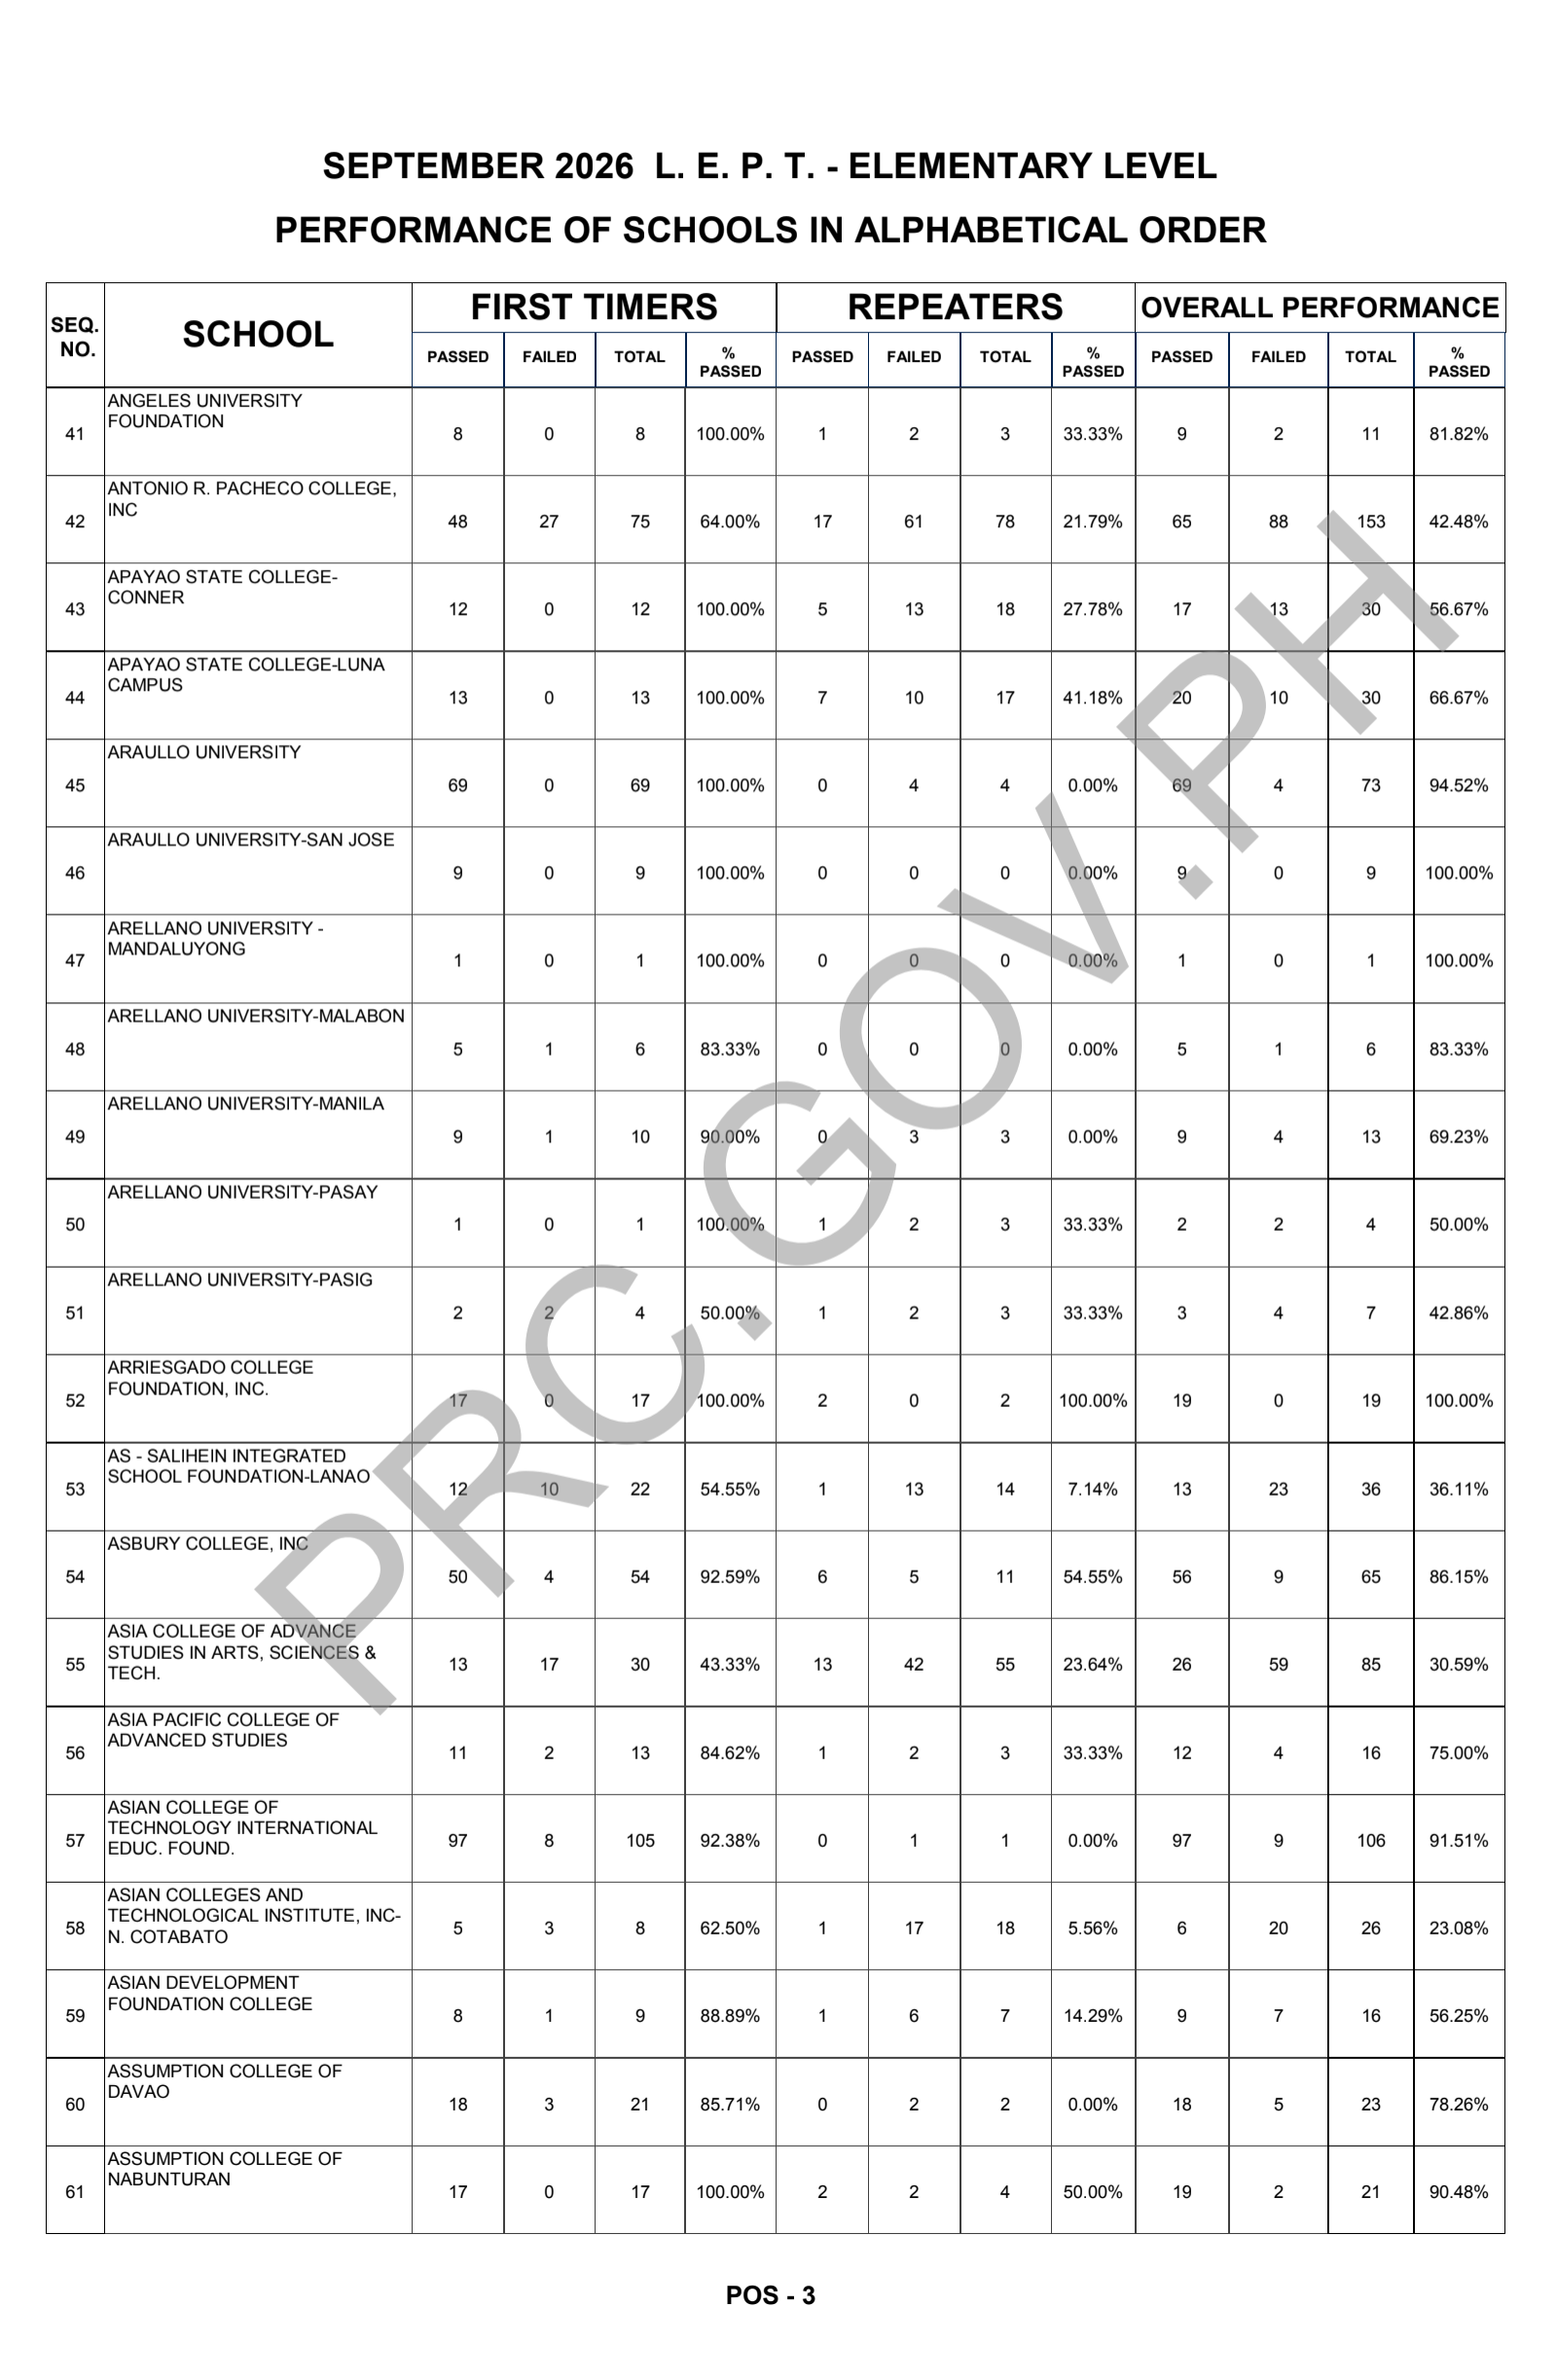 SEPTEMBER 2026 L. E. P. T. - ELEMENTARY LEVEL
PERFORMANCE OF SCHOOLS IN ALPHABETICAL ORDER
SEQ. NO. SCHOOL FIRST TIMERS REPEATERS OVERALL PERFORMANCE
PASSED FAILED TOTAL % PASSED PASSED FAILED TOTAL % PASSED PASSED FAILED TOTAL % PASSED
41 ANGELES UNIVERSITY FOUNDATION 8 0 8 100.00% 1 2 3 33.33% 9 2 11 81.82%
42 ANTONIO R. PACHECO COLLEGE, INC 48 27 75 64.00% 17 61 78 21.79% 65 88 153 42.48%
43 APAYAO STATE COLLEGE-CONNER 12 0 12 100.00% 5 13 18 27.78% 17 13 30 56.67%
44 APAYAO STATE COLLEGE-LUNA CAMPUS 13 0 13 100.00% 7 10 17 41.18% 20 10 30 66.67%
45 ARAULLO UNIVERSITY 69 0 69 100.00% 0 4 4 0.00% 69 4 73 94.52%
46 ARAULLO UNIVERSITY-SAN JOSE 9 0 9 100.00% 0 0 0 0.00% 9 0 9 100.00%
47 ARELLANO UNIVERSITY - MANDALUYONG 1 0 1 100.00% 0 0 0 0.00% 1 0 1 100.00%
48 ARELLANO UNIVERSITY-MALABON 5 1 6 83.33% 0 0 0 0.00% 5 1 6 83.33%
49 ARELLANO UNIVERSITY-MANILA 9 1 10 90.00% 0 3 3 0.00% 9 4 13 69.23%
50 ARELLANO UNIVERSITY-PASAY 1 0 1 100.00% 1 2 3 33.33% 2 2 4 50.00%
51 ARELLANO UNIVERSITY-PASIG 2 2 4 50.00% 1 2 3 33.33% 3 4 7 42.86%
52 ARRIESGADO COLLEGE FOUNDATION, INC. 17 0 17 100.00% 2 0 2 100.00% 19 0 19 100.00%
53 AS - SALIHEIN INTEGRATED SCHOOL FOUNDATION-LANAO 12 10 22 54.55% 1 13 14 7.14% 13 23 36 36.11%
54 ASBURY COLLEGE, INC 50 4 54 92.59% 6 5 11 54.55% 56 9 65 86.15%
55 ASIA COLLEGE OF ADVANCE STUDIES IN ARTS, SCIENCES & TECH. 13 17 30 43.33% 13 42 55 23.64% 26 59 85 30.59%
56 ASIA PACIFIC COLLEGE OF ADVANCED STUDIES 11 2 13 84.62% 1 2 3 33.33% 12 4 16 75.00%
57 ASIAN COLLEGE OF TECHNOLOGY INTERNATIONAL EDUC. FOUND. 97 8 105 92.38% 0 1 1 0.00% 97 9 106 91.51%
58 ASIAN COLLEGES AND TECHNOLOGICAL INSTITUTE, INC-N. COTABATO 5 3 8 62.50% 1 17 18 5.56% 6 20 26 23.08%
59 ASIAN DEVELOPMENT FOUNDATION COLLEGE 8 1 9 88.89% 1 6 7 14.29% 9 7 16 56.25%
60 ASSUMPTION COLLEGE OF DAVAO 18 3 21 85.71% 0 2 2 0.00% 18 5 23 78.26%
61 ASSUMPTION COLLEGE OF NABUNTURAN 17 0 17 100.00% 2 2 4 50.00% 19 2 21 90.48%
PRC.GOV.PH
POS - 3